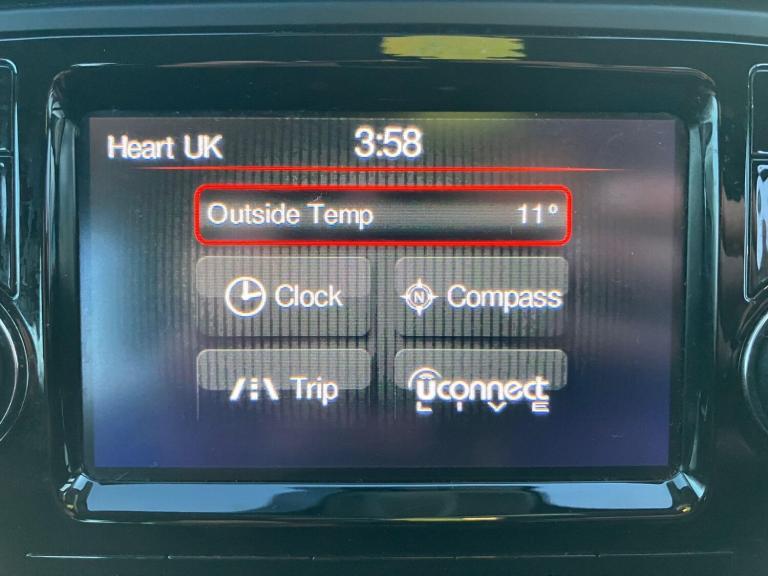 Heart UK 3:58
Outside Temp 11°
Clock N Compass
Trip uconnect
LIVE